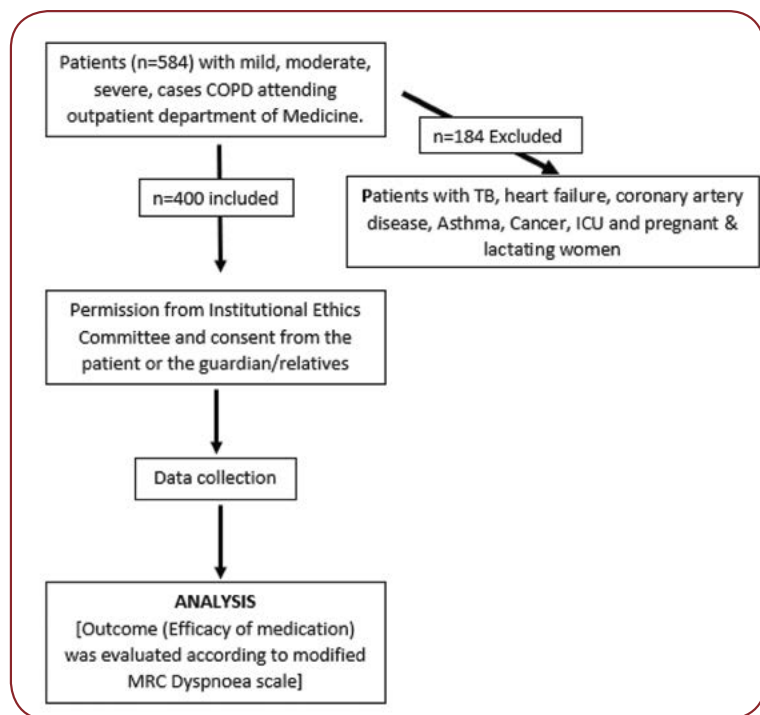 Patients (n=584) with mild, moderate,
severe, cases COPD attending
outpatient department of Medicine.
n=184 Excluded
n=400 included
Patients with TB, heart failure, coronary artery
disease, Asthma, Cancer, ICU and pregnant &
lactating women
Permission from Institutional Ethics
Committee and consent from the
patient or the guardian/relatives
Data collection
ANALYSIS
[Outcome (Efficacy of medication)
was evaluated according to modified
MRC Dyspnoea scale]